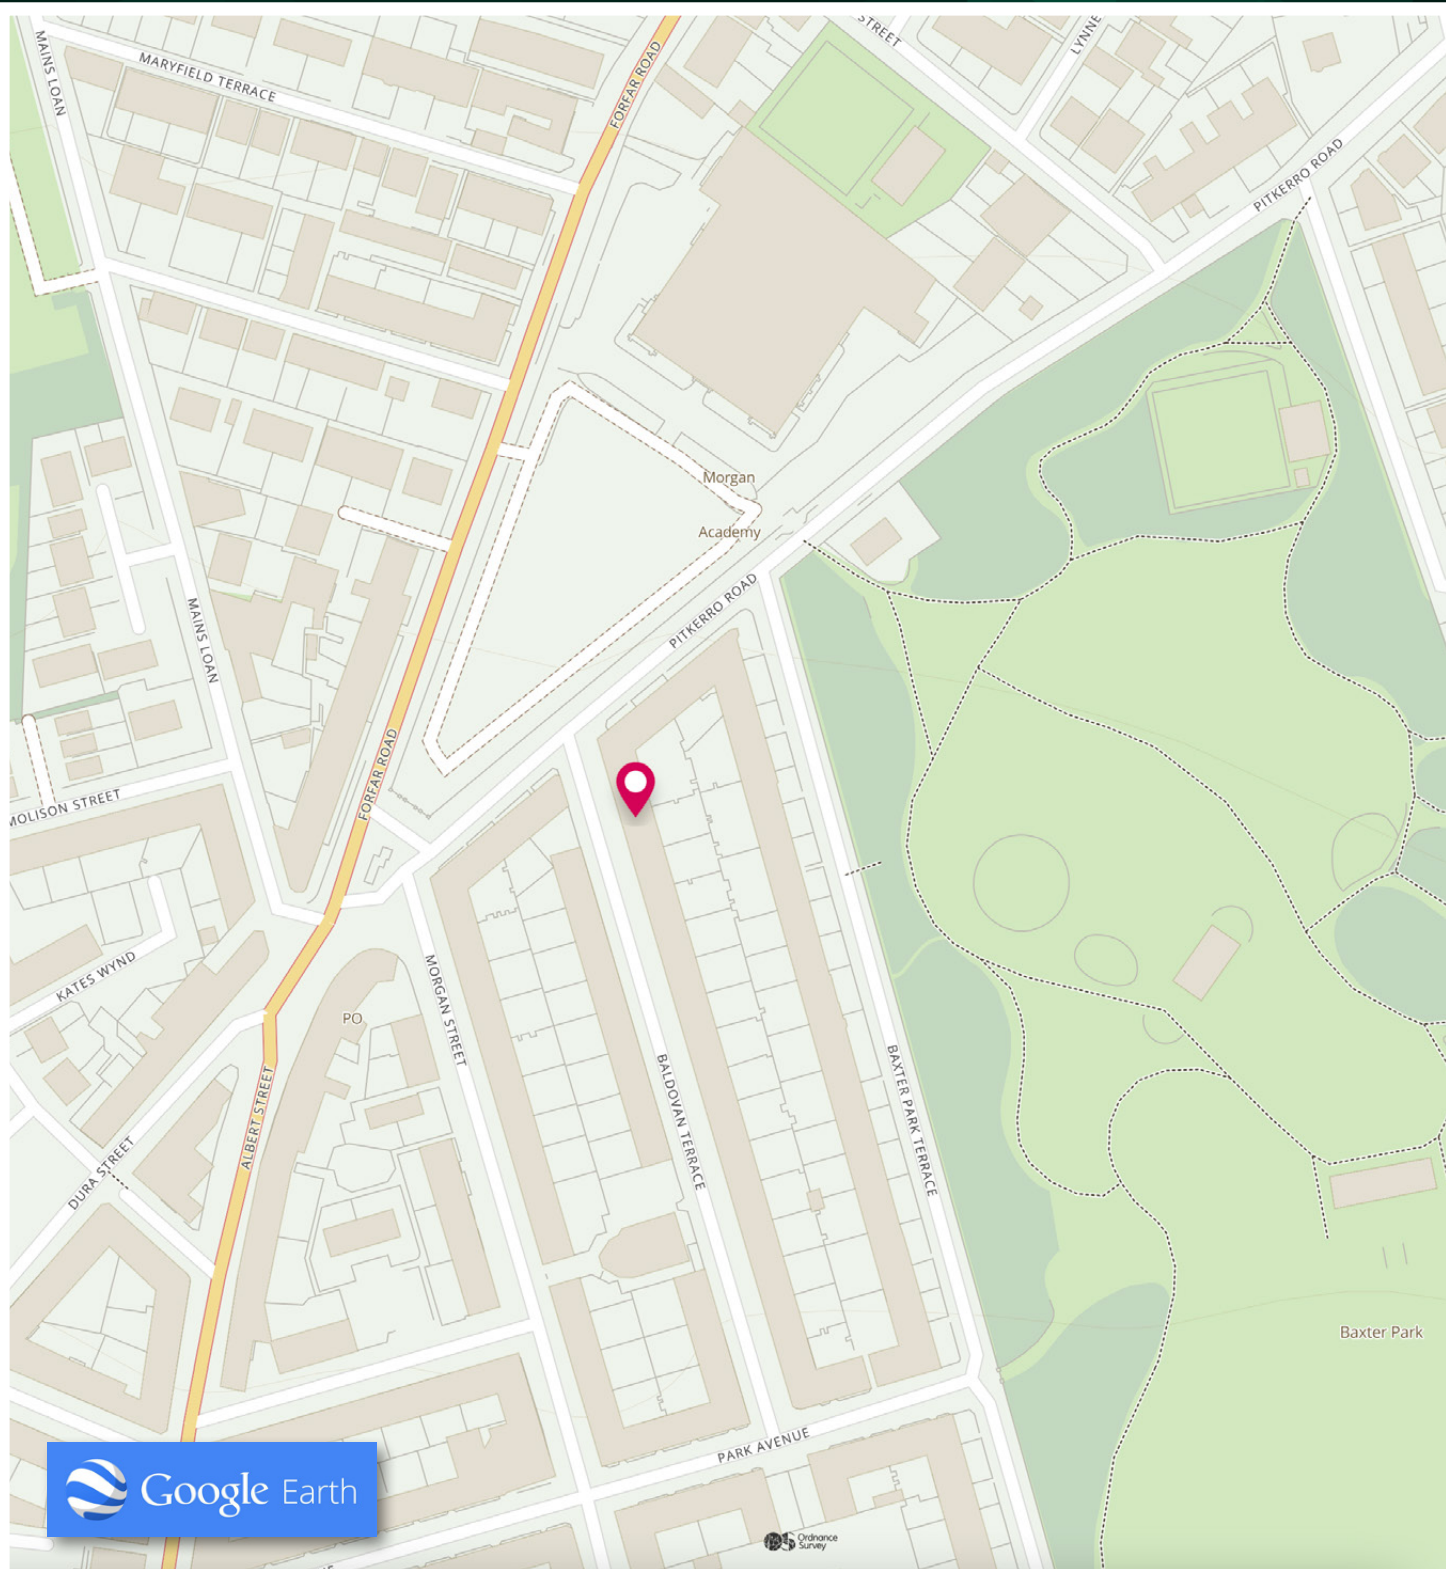 STREET
LYNNE
MAINS LOAN
MARYFIELD TERRACE
FORFAR ROAD
PITKERRO ROAD
Morgan
Academy
PITKERRO ROAD
MAINS LOAN
FORFAR ROAD
MOLISON STREET
KATES WYND
MORGAN STREET
PO
BALDOVAN TERRACE
BAXTER PARK TERRACE
ALBERT STREET
DURA STREET
Baxter Park
PARK AVENUE
Google Earth
Ordnance
Survey